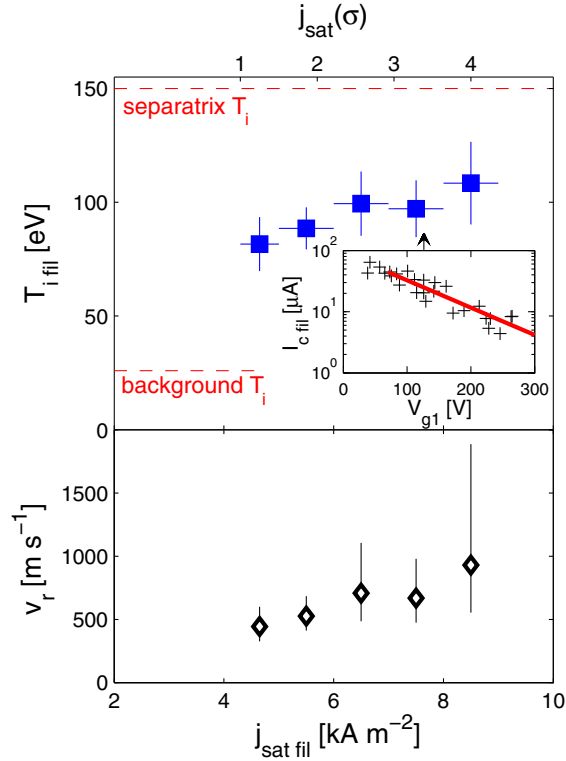 j_sat(σ)
1 2 3 4
150
separatrix T_i
100
T_i fil [eV]
50
background T_i
0
10^2
10^1
10^0
I_c fil [μA]
0 100 200 300
V_g1 [V]
1500
1000
v_r [m s^−1]
500
0
2 4 6 8 10
j_sat fil [kA m^−2]